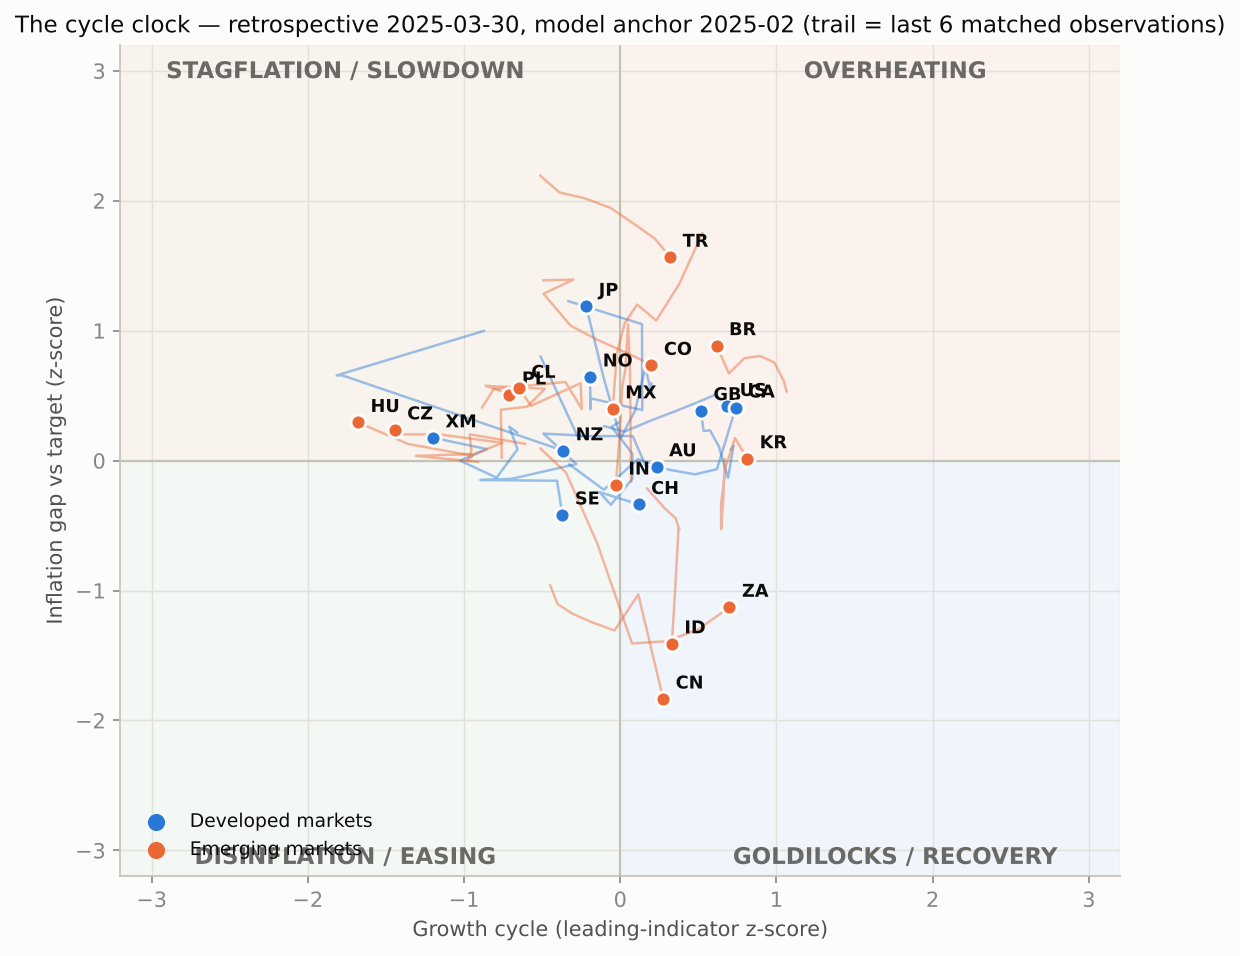 The cycle clock — retrospective 2025-03-30, model anchor 2025-02 (trail = last 6 matched observations)
STAGFLATION / SLOWDOWN
OVERHEATING
3
2
1
0
−1
−2
−3
Inflation gap vs target (z-score)
TR
JP
BR
CO
NO
CL
PL
MX
US
CA
GB
HU
CZ
XM
NZ
KR
AU
IN
CH
SE
ZA
ID
CN
Developed markets
Emerging markets
DISINFLATION / EASING
GOLDILOCKS / RECOVERY
−3
−2
−1
0
1
2
3
Growth cycle (leading-indicator z-score)